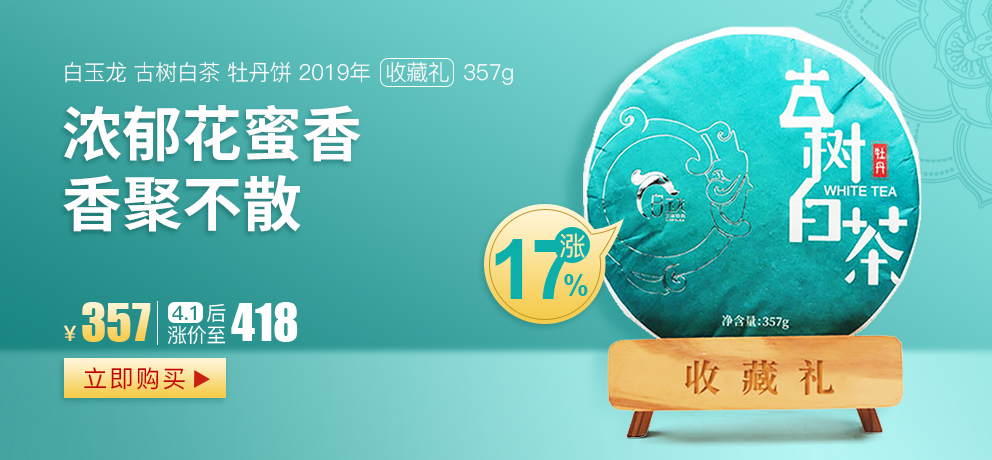 白玉龙 古树白茶 牡丹饼 2019年 收藏礼 357g
浓郁花蜜香
香聚不散
¥357 4.1后
涨价至418
立即购买
涨
17%
古树
牡丹
WHITE TEA
白茶
白玉龙
净含量:357g
收藏礼